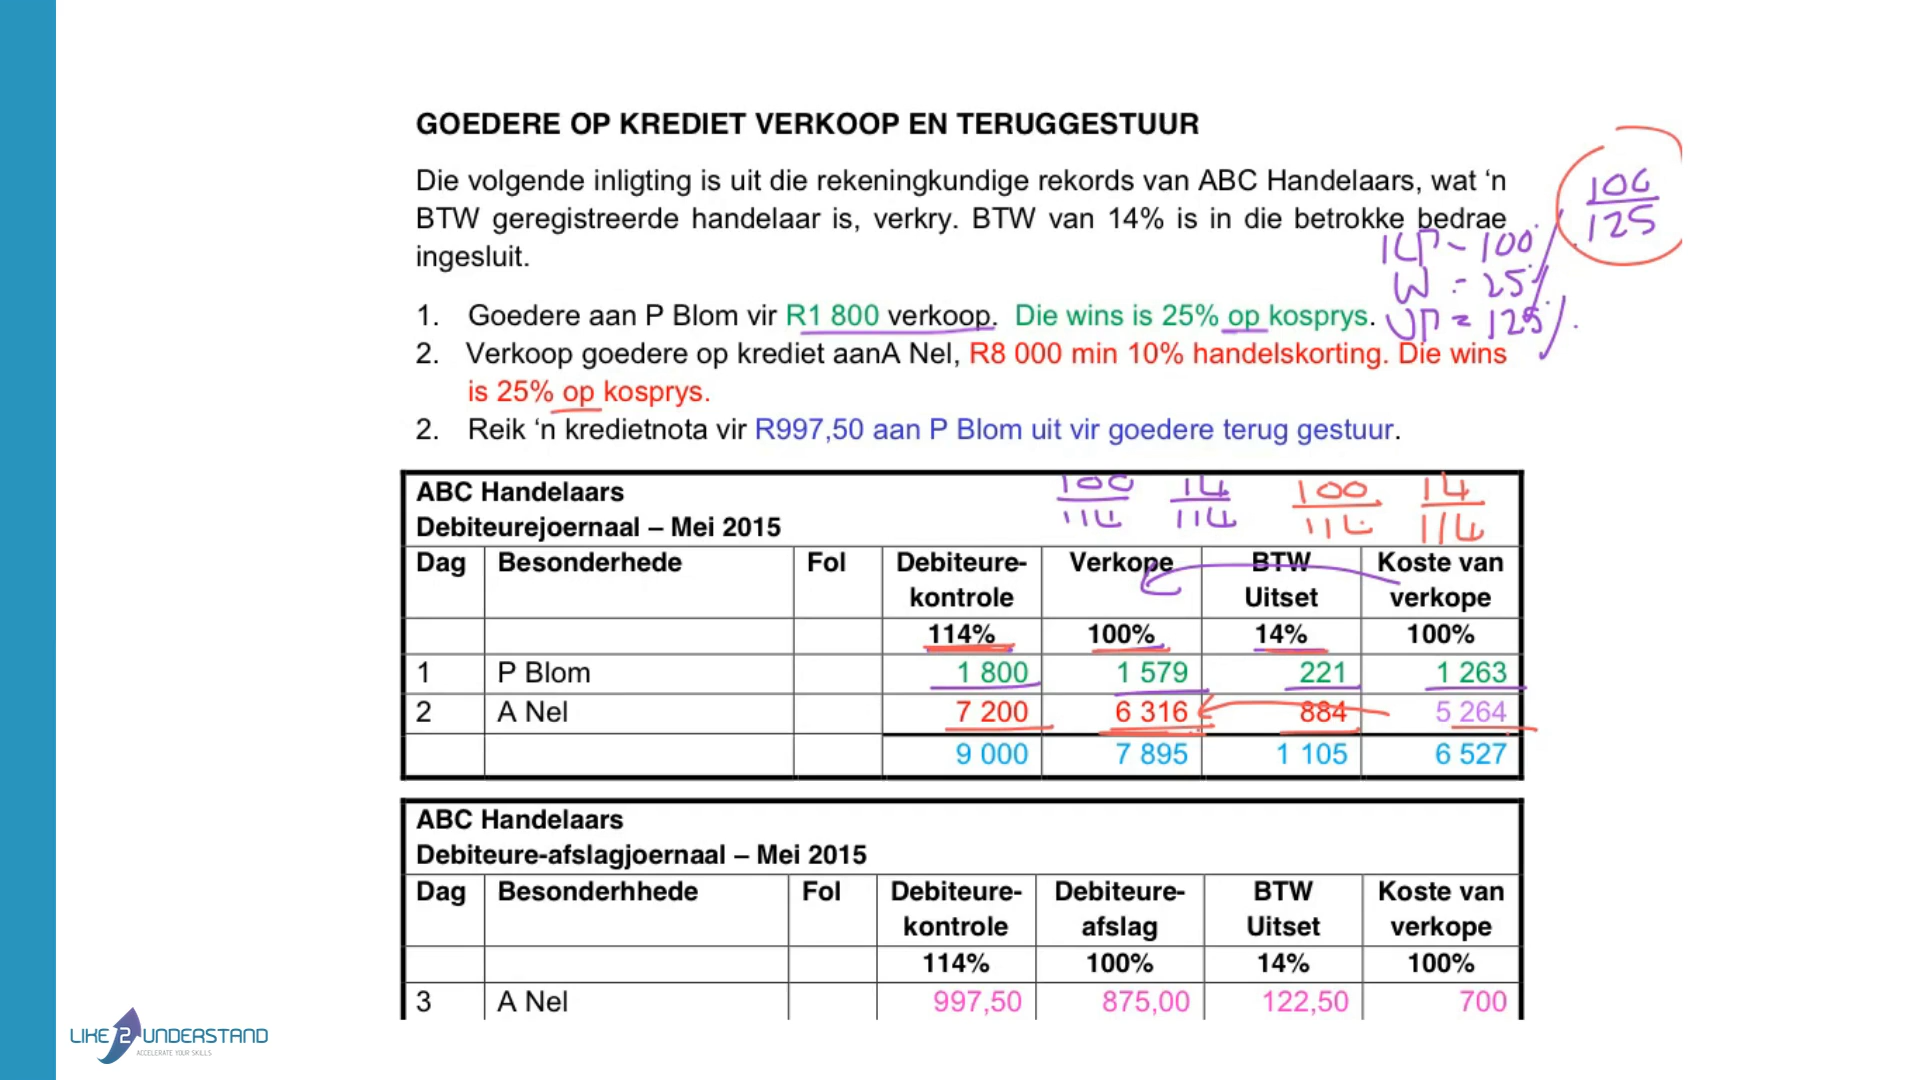 GOEDERE OP KREDIET VERKOOP EN TERUGGESTUUR
Die volgende inligting is uit die rekeningkundige rekords van ABC Handelaars, wat ‘n
BTW geregistreerde handelaar is, verkry. BTW van 14% is in die betrokke bedrae
ingesluit.
100
125
KP - 100
W = 25%
VP = 125%.
1. Goedere aan P Blom vir R1 800 verkoop. Die wins is 25% op kosprys.
2. Verkoop goedere op krediet aanA Nel, R8 000 min 10% handelskorting. Die wins
is 25% op kosprys.
2. Reik ‘n kredietnota vir R997,50 aan P Blom uit vir goedere terug gestuur.
ABC Handelaars
Debiteurejoernaal – Mei 2015
100 14 100 14
114 114 114 114
Dag Besonderhede Fol Debiteure- Verkope BTW Koste van
kontrole Uitset verkope
114% 100% 14% 100%
1 P Blom 1 800 1 579 221 1 263
2 A Nel 7 200 6 316 884 5 264
9 000 7 895 1 105 6 527
ABC Handelaars
Debiteure-afslagjoernaal – Mei 2015
Dag Besonderhhede Fol Debiteure- Debiteure- BTW Koste van
kontrole afslag Uitset verkope
114% 100% 14% 100%
3 A Nel 997,50 875,00 122,50 700
LIKE 2 UNDERSTAND
ACCELERATE YOUR SKILLS